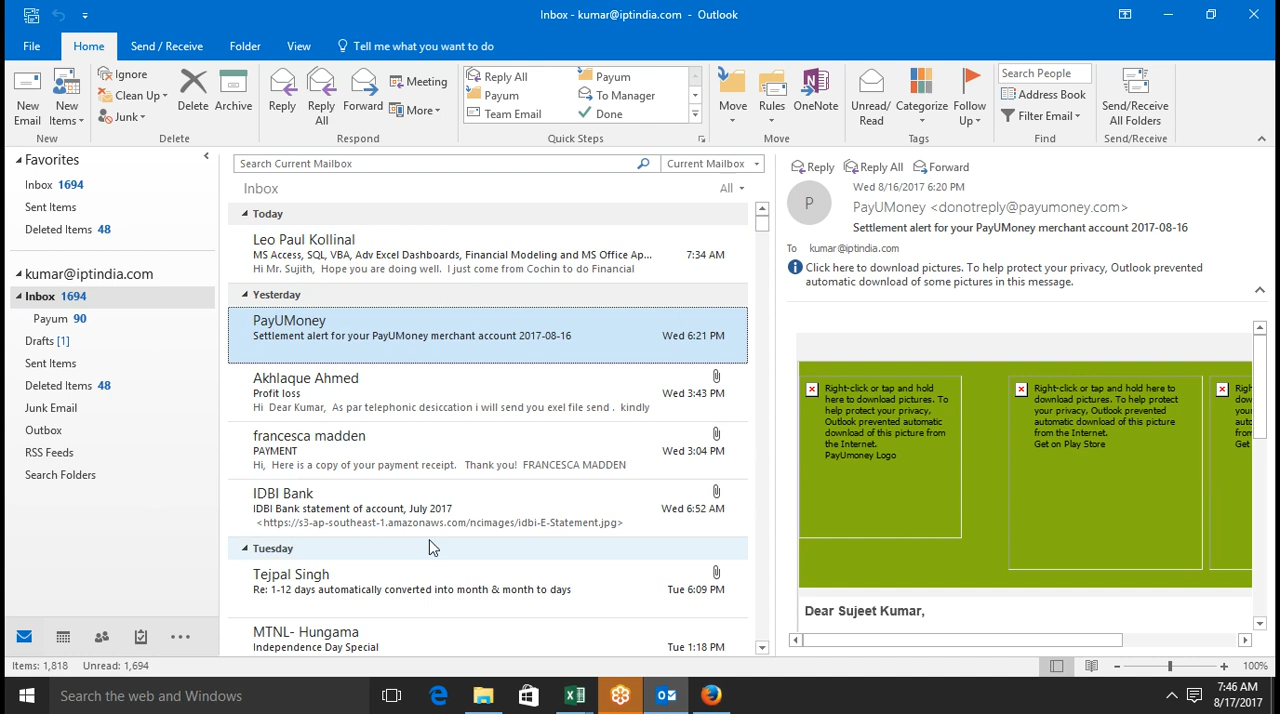 Inbox - kumar@iptindia.com - Outlook
File
Home
Send / Receive
Folder
View
Tell me what you want to do
New Email
New Items
New
Ignore
Clean Up
Junk
Delete
Archive
Delete
Reply
Reply All
Forward
Meeting
More
Respond
Reply All
Payum
Team Email
Payum
To Manager
Done
Quick Steps
Move
Rules
OneNote
Move
Unread/ Read
Categorize
Follow Up
Tags
Search People
Address Book
Filter Email
Find
Send/Receive All Folders
Send/Receive
Favorites
Inbox 1694
Sent Items
Deleted Items 48
kumar@iptindia.com
Inbox 1694
Payum 90
Drafts [1]
Sent Items
Deleted Items 48
Junk Email
Outbox
RSS Feeds
Search Folders
Search Current Mailbox
Current Mailbox
Inbox
All
Today
Leo Paul Kollinal
MS Access, SQL, VBA, Adv Excel Dashboards, Financial Modeling and MS Office Ap... 7:34 AM
Hi Mr. Sujith, Hope you are doing well. I just come from Cochin to do Financial
Yesterday
PayUMoney
Settlement alert for your PayUMoney merchant account 2017-08-16 Wed 6:21 PM
Akhlaque Ahmed
Profit loss Wed 3:43 PM
Hi Dear Kumar, As par telephonic desiccation i will send you exel file send . kindly
francesca madden
PAYMENT Wed 3:04 PM
Hi, Here is a copy of your payment receipt. Thank you! FRANCESCA MADDEN
IDBI Bank
IDBI Bank statement of account, July 2017 Wed 6:52 AM
<https://s3-ap-southeast-1.amazonaws.com/ncimages/idbi-E-Statement.jpg>
Tuesday
Tejpal Singh
Re: 1-12 days automatically converted into month & month to days Tue 6:09 PM
MTNL- Hungama
Independence Day Special Tue 1:18 PM
Reply
Reply All
Forward
Wed 8/16/2017 6:20 PM
P
PayUMoney <donotreply@payumoney.com>
Settlement alert for your PayUMoney merchant account 2017-08-16
To kumar@iptindia.com
Click here to download pictures. To help protect your privacy, Outlook prevented
automatic download of some pictures in this message.
Right-click or tap and hold
here to download pictures. To
help protect your privacy,
Outlook prevented automatic
download of this picture from
the Internet.
PayUmoney Logo
Right-click or tap and hold here to
download pictures. To help protect
your privacy, Outlook prevented
automatic download of this picture
from the Internet.
Get on Play Store
Dear Sujeet Kumar,
Items: 1,818 Unread: 1,694
100%
Search the web and Windows
7:46 AM
8/17/2017